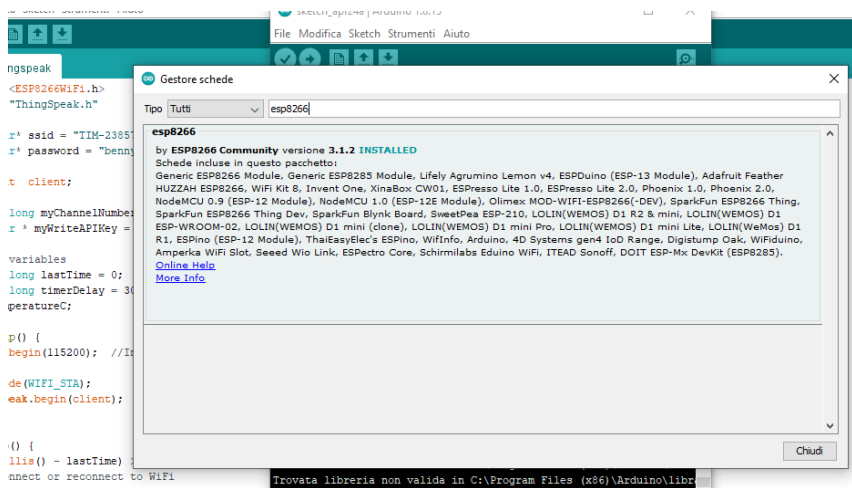 File Modifica Sketch Strumenti Aiuto
ngspeak
<ESP8266WiFi.h>
"ThingSpeak.h"
r* ssid = "TIM-2385
r* password = "benny
t client;
long myChannelNumber
r * myWriteAPIKey =
variables
long lastTime = 0;
long timerDelay = 30
peratureC;
p() {
begin(115200); //In
de(WIFI_STA);
eak.begin(client);
() {
llis() - lastTime)
nnect or reconnect to WiFi
Gestore schede
Tipo Tutti esp8266
esp8266
by ESP8266 Community versione 3.1.2 INSTALLED
Schede incluse in questo pacchetto:
Generic ESP8266 Module, Generic ESP8285 Module, Lifely Agrumino Lemon v4, ESPDuino (ESP-13 Module), Adafruit Feather
HUZZAH ESP8266, WiFi Kit 8, Invent One, XinaBox CW01, ESPresso Lite 1.0, ESPresso Lite 2.0, Phoenix 1.0, Phoenix 2.0,
NodeMCU 0.9 (ESP-12 Module), NodeMCU 1.0 (ESP-12E Module), Olimex MOD-WIFI-ESP8266(-DEV), SparkFun ESP8266 Thing,
SparkFun ESP8266 Thing Dev, SparkFun Blynk Board, SweetPea ESP-210, LOLIN(WEMOS) D1 R2 & mini, LOLIN(WEMOS) D1
ESP-WROOM-02, LOLIN(WEMOS) D1 mini (clone), LOLIN(WEMOS) D1 mini Pro, LOLIN(WEMOS) D1 mini Lite, LOLIN(WeMos) D1
R1, ESPino (ESP-12 Module), ThaiEasyElec's ESPino, WifInfo, Arduino, 4D Systems gen4 IoD Range, Digistump Oak, WiFiduino,
Amperka WiFi Slot, Seeed Wio Link, ESPectro Core, Schirmilabs Eduino WiFi, ITEAD Sonoff, DOIT ESP-Mx DevKit (ESP8285).
Online Help
More Info
Chiudi
Trovata libreria non valida in C:\Program Files (x86)\Arduino\libr